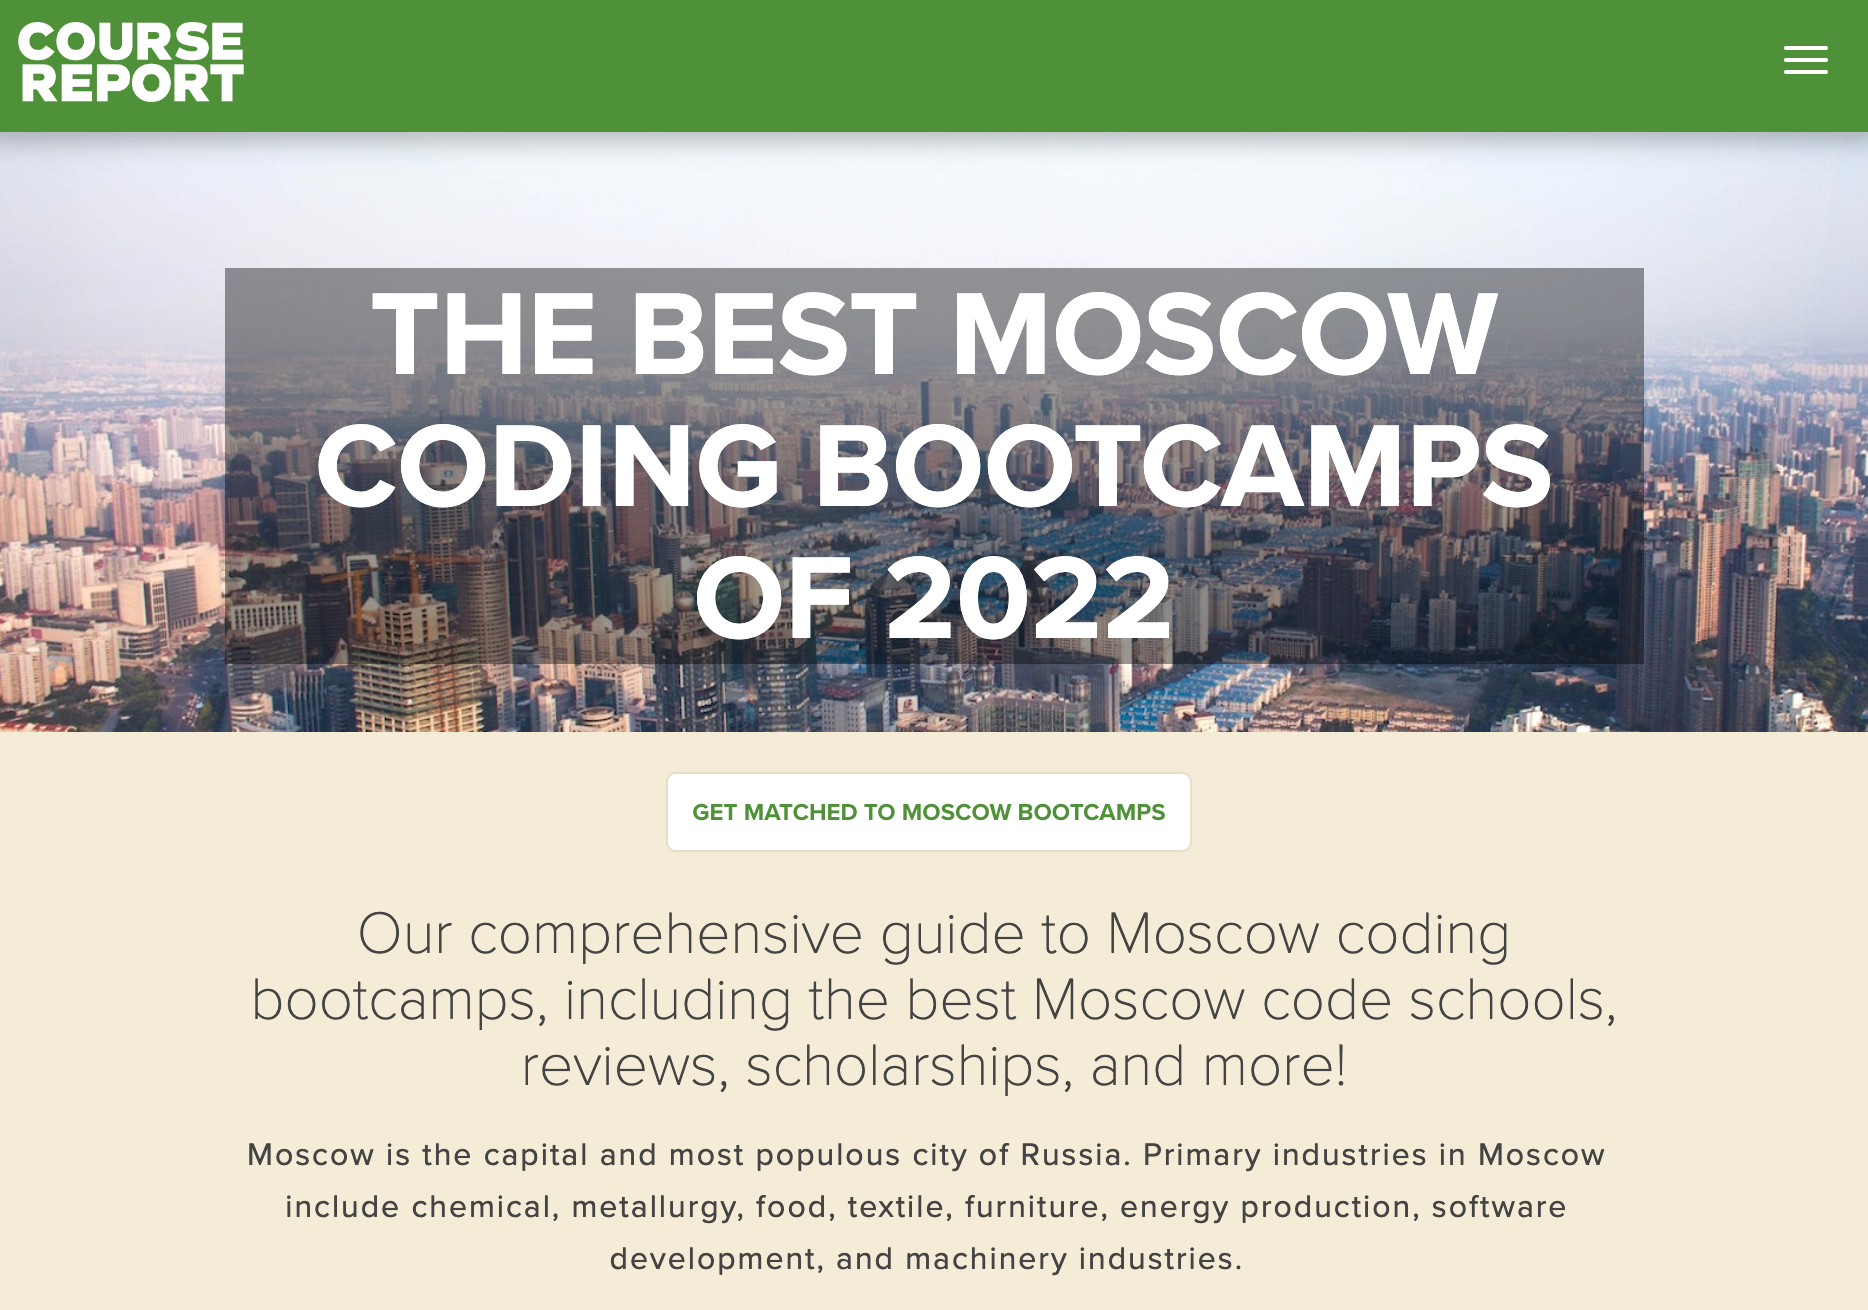 COURSE
REPORT
THE BEST MOSCOW
CODING BOOTCAMPS
OF 2022
GET MATCHED TO MOSCOW BOOTCAMPS
Our comprehensive guide to Moscow coding
bootcamps, including the best Moscow code schools,
reviews, scholarships, and more!
Moscow is the capital and most populous city of Russia. Primary industries in Moscow
include chemical, metallurgy, food, textile, furniture, energy production, software
development, and machinery industries.